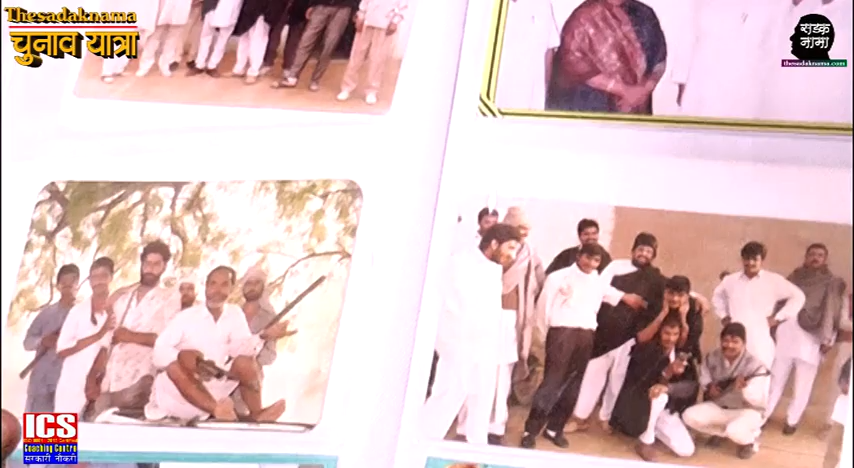 Thesadaknama
चुनाव यात्रा
सड़क
नामा
thesadaknama.com
ICS
Coaching Centre
सरकारी नौकरी